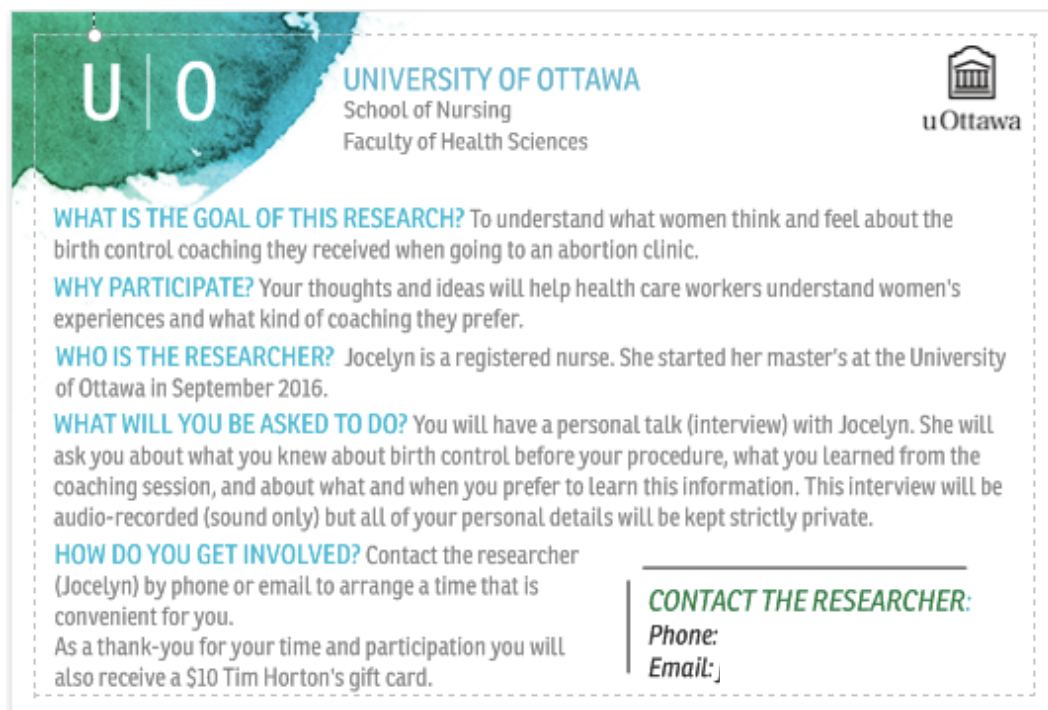 U | O
UNIVERSITY OF OTTAWA
School of Nursing
Faculty of Health Sciences
uOttawa
WHAT IS THE GOAL OF THIS RESEARCH? To understand what women think and feel about the
birth control coaching they received when going to an abortion clinic.
WHY PARTICIPATE? Your thoughts and ideas will help health care workers understand women's
experiences and what kind of coaching they prefer.
WHO IS THE RESEARCHER? Jocelyn is a registered nurse. She started her master's at the University
of Ottawa in September 2016.
WHAT WILL YOU BE ASKED TO DO? You will have a personal talk (interview) with Jocelyn. She will
ask you about what you knew about birth control before your procedure, what you learned from the
coaching session, and about what and when you prefer to learn this information. This interview will be
audio-recorded (sound only) but all of your personal details will be kept strictly private.
HOW DO YOU GET INVOLVED? Contact the researcher
(Jocelyn) by phone or email to arrange a time that is
convenient for you.
As a thank-you for your time and participation you will
also receive a $10 Tim Horton's gift card.
CONTACT THE RESEARCHER:
Phone:
Email: